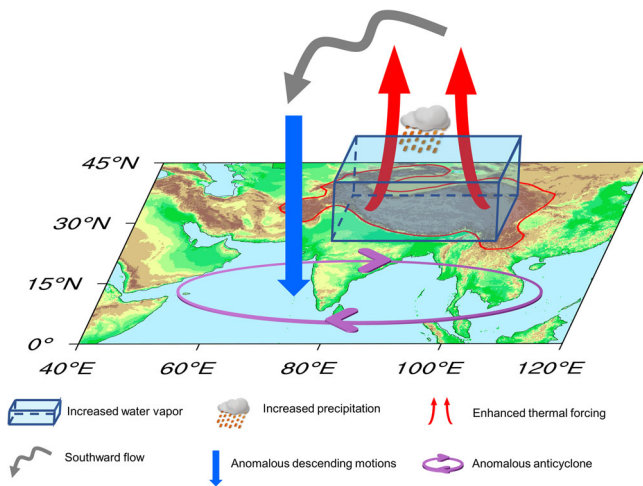 45°N
30°N
15°N
0°
40°E
60°E
80°E
100°E
120°E
Increased water vapor
Increased precipitation
Enhanced thermal forcing
Southward flow
Anomalous descending motions
Anomalous anticyclone